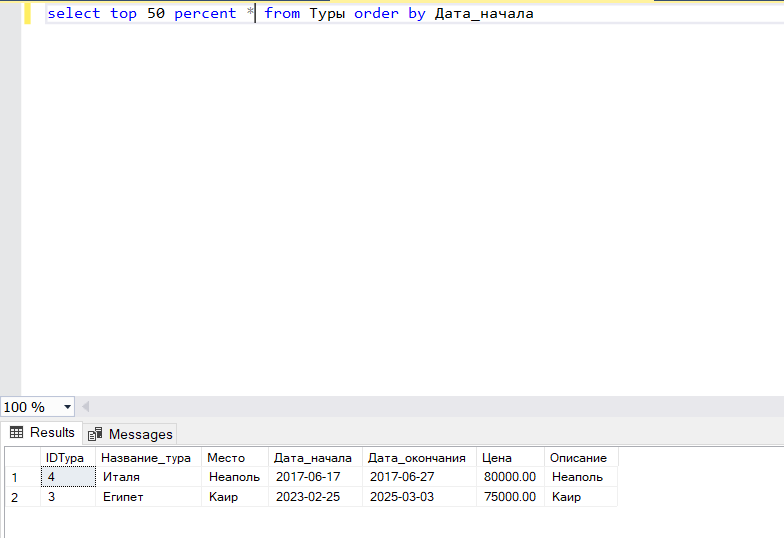 select top 50 percent * from Туры order by Дата_начала
100 %
Results Messages
IDТура Название_тура Место Дата_начала Дата_окончания Цена Описание
1 4 Италя Неаполь 2017-06-17 2017-06-27 80000.00 Неаполь
2 3 Египет Каир 2023-02-25 2025-03-03 75000.00 Каир